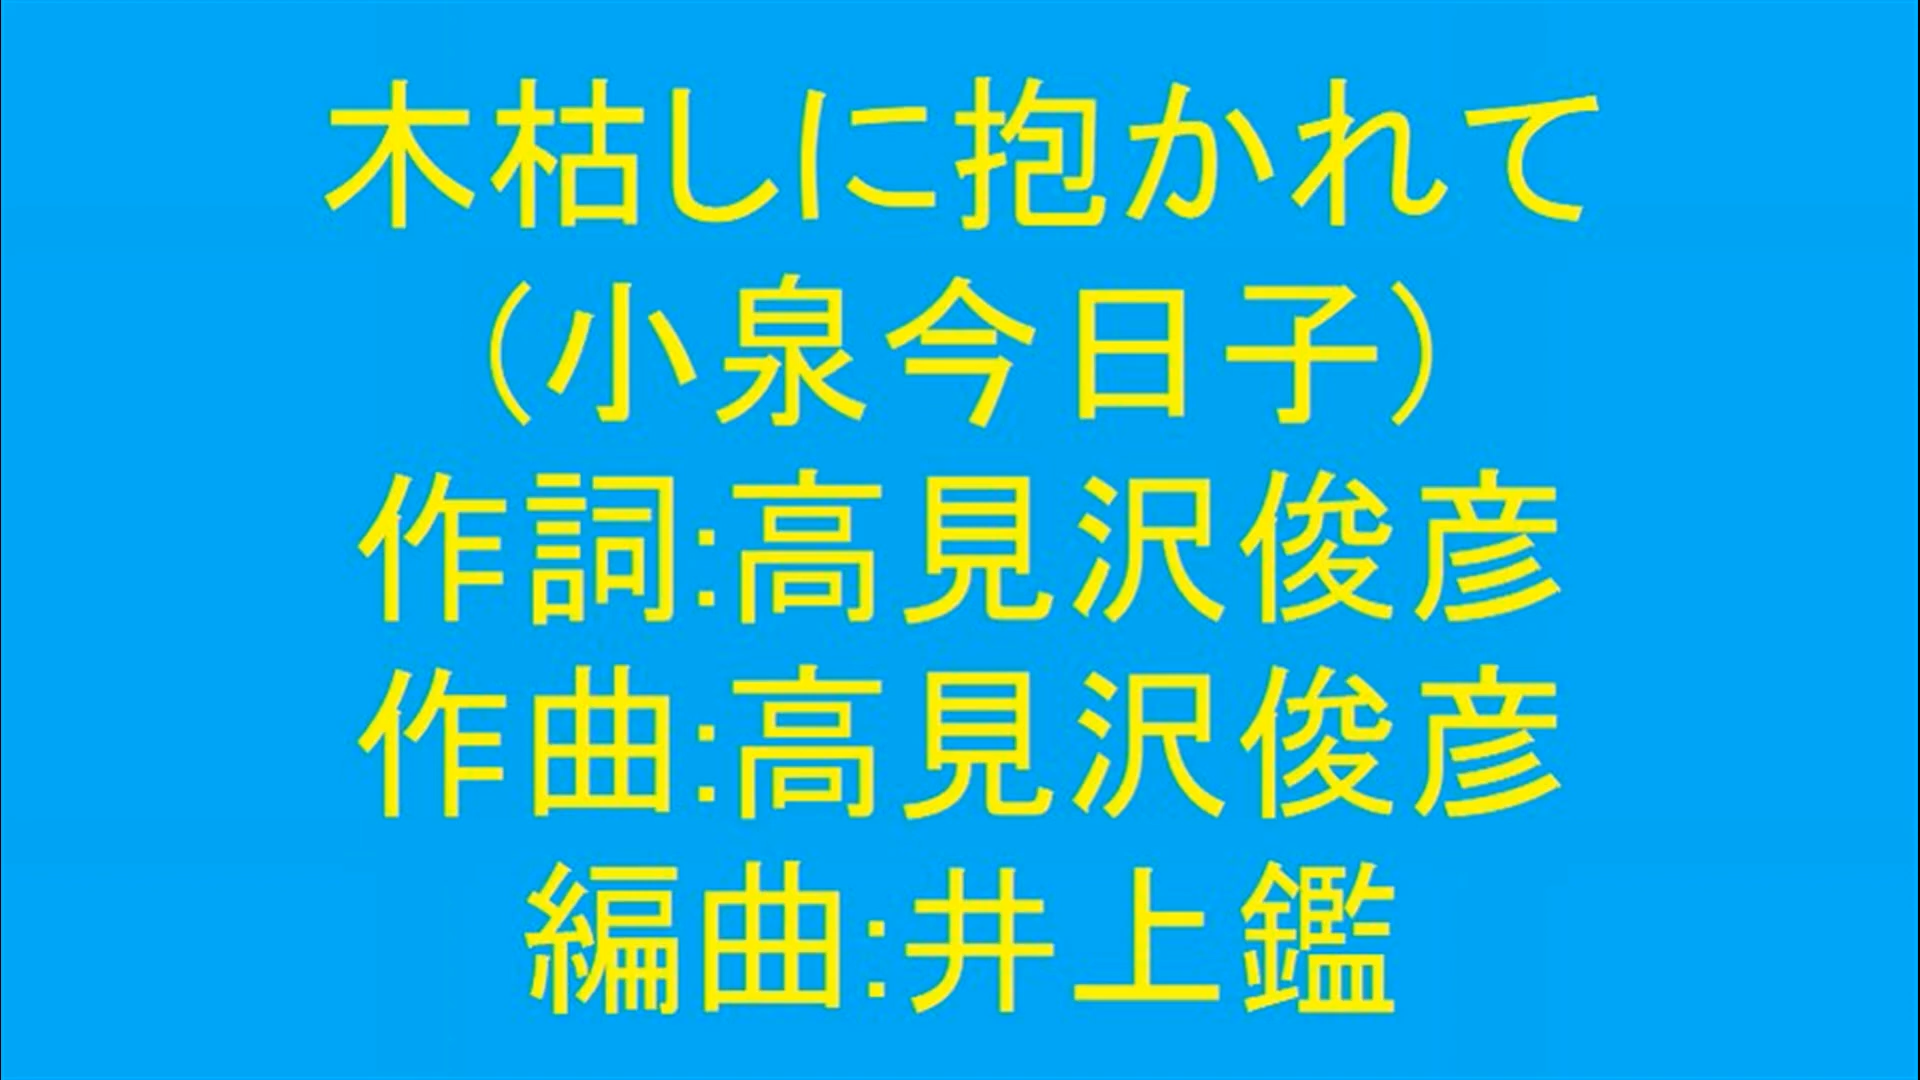 木枯しに抱かれて
（小泉今日子）
作詞:高見沢俊彦
作曲:高見沢俊彦
編曲:井上鑑